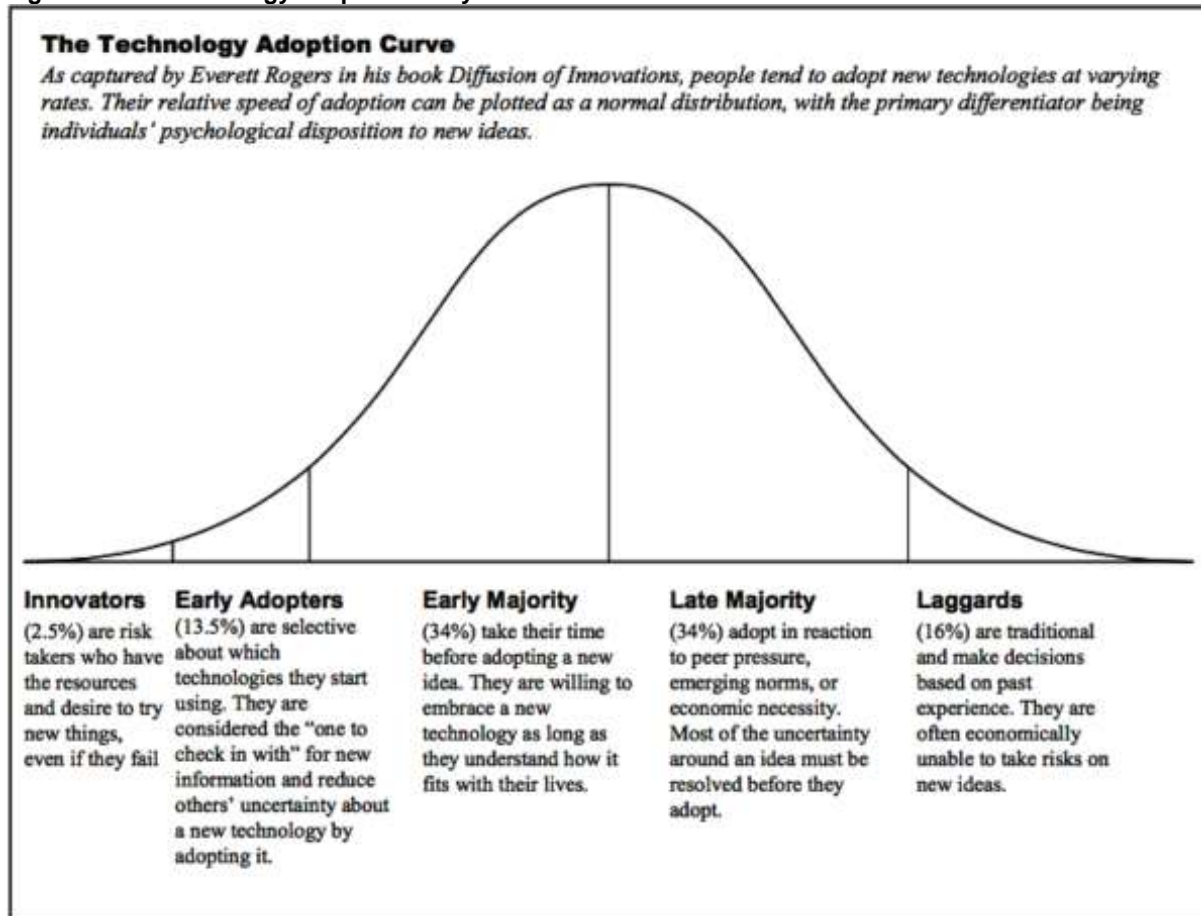 The Technology Adoption Curve
As captured by Everett Rogers in his book Diffusion of Innovations, people tend to adopt new technologies at varying
rates. Their relative speed of adoption can be plotted as a normal distribution, with the primary differentiator being
individuals' psychological disposition to new ideas.
Innovators
(2.5%) are risk
takers who have
the resources
and desire to try
new things,
even if they fail
Early Adopters
(13.5%) are selective
about which
technologies they start
using. They are
considered the "one to
check in with" for new
information and reduce
others' uncertainty about
a new technology by
adopting it.
Early Majority
(34%) take their time
before adopting a new
idea. They are willing to
embrace a new
technology as long as
they understand how it
fits with their lives.
Late Majority
(34%) adopt in reaction
to peer pressure,
emerging norms, or
economic necessity.
Most of the uncertainty
around an idea must be
resolved before they
adopt.
Laggards
(16%) are traditional
and make decisions
based on past
experience. They are
often economically
unable to take risks on
new ideas.